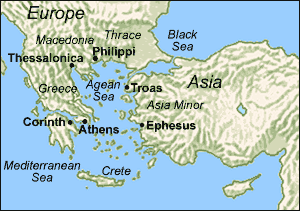 Europe
Black
Sea
Thrace
Macedonia
Philippi
Thessalonica
Asia
Agean
Sea
Troas
Greece
Asia Minor
Corinth
Athens
Ephesus
Mediterranean
Sea
Crete